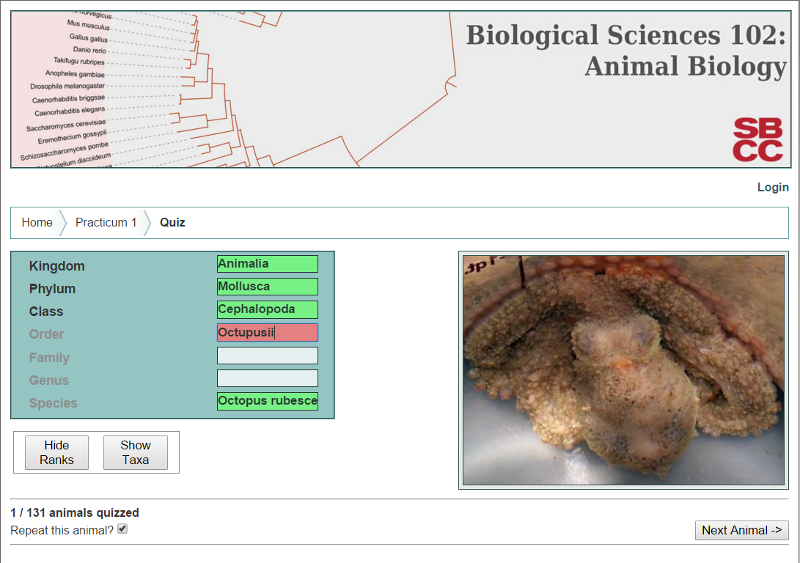 norvegicus
Mus musculus
Gallus gallus
Danio rerio
Takifugu rubripes
Anopheles gambiae
Drosophila melanogaster
Caenorhabditis briggsae
Caenorhabditis elegans
Saccharomyces cerevisiae
Eremothecium gossypii
Schizosaccharomyces pombe
discoideum
Biological Sciences 102:
Animal Biology
SB
CC
Login
Home Practicum 1 Quiz
Kingdom Animalia
Phylum Mollusca
Class Cephalopoda
Order Octupusii
Family
Genus
Species Octopus rubesce
Hide Ranks
Show Taxa
1 / 131 animals quizzed
Repeat this animal?
Next Animal ->